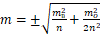 m = ±√(m₀²/n + m₀²/2n²)